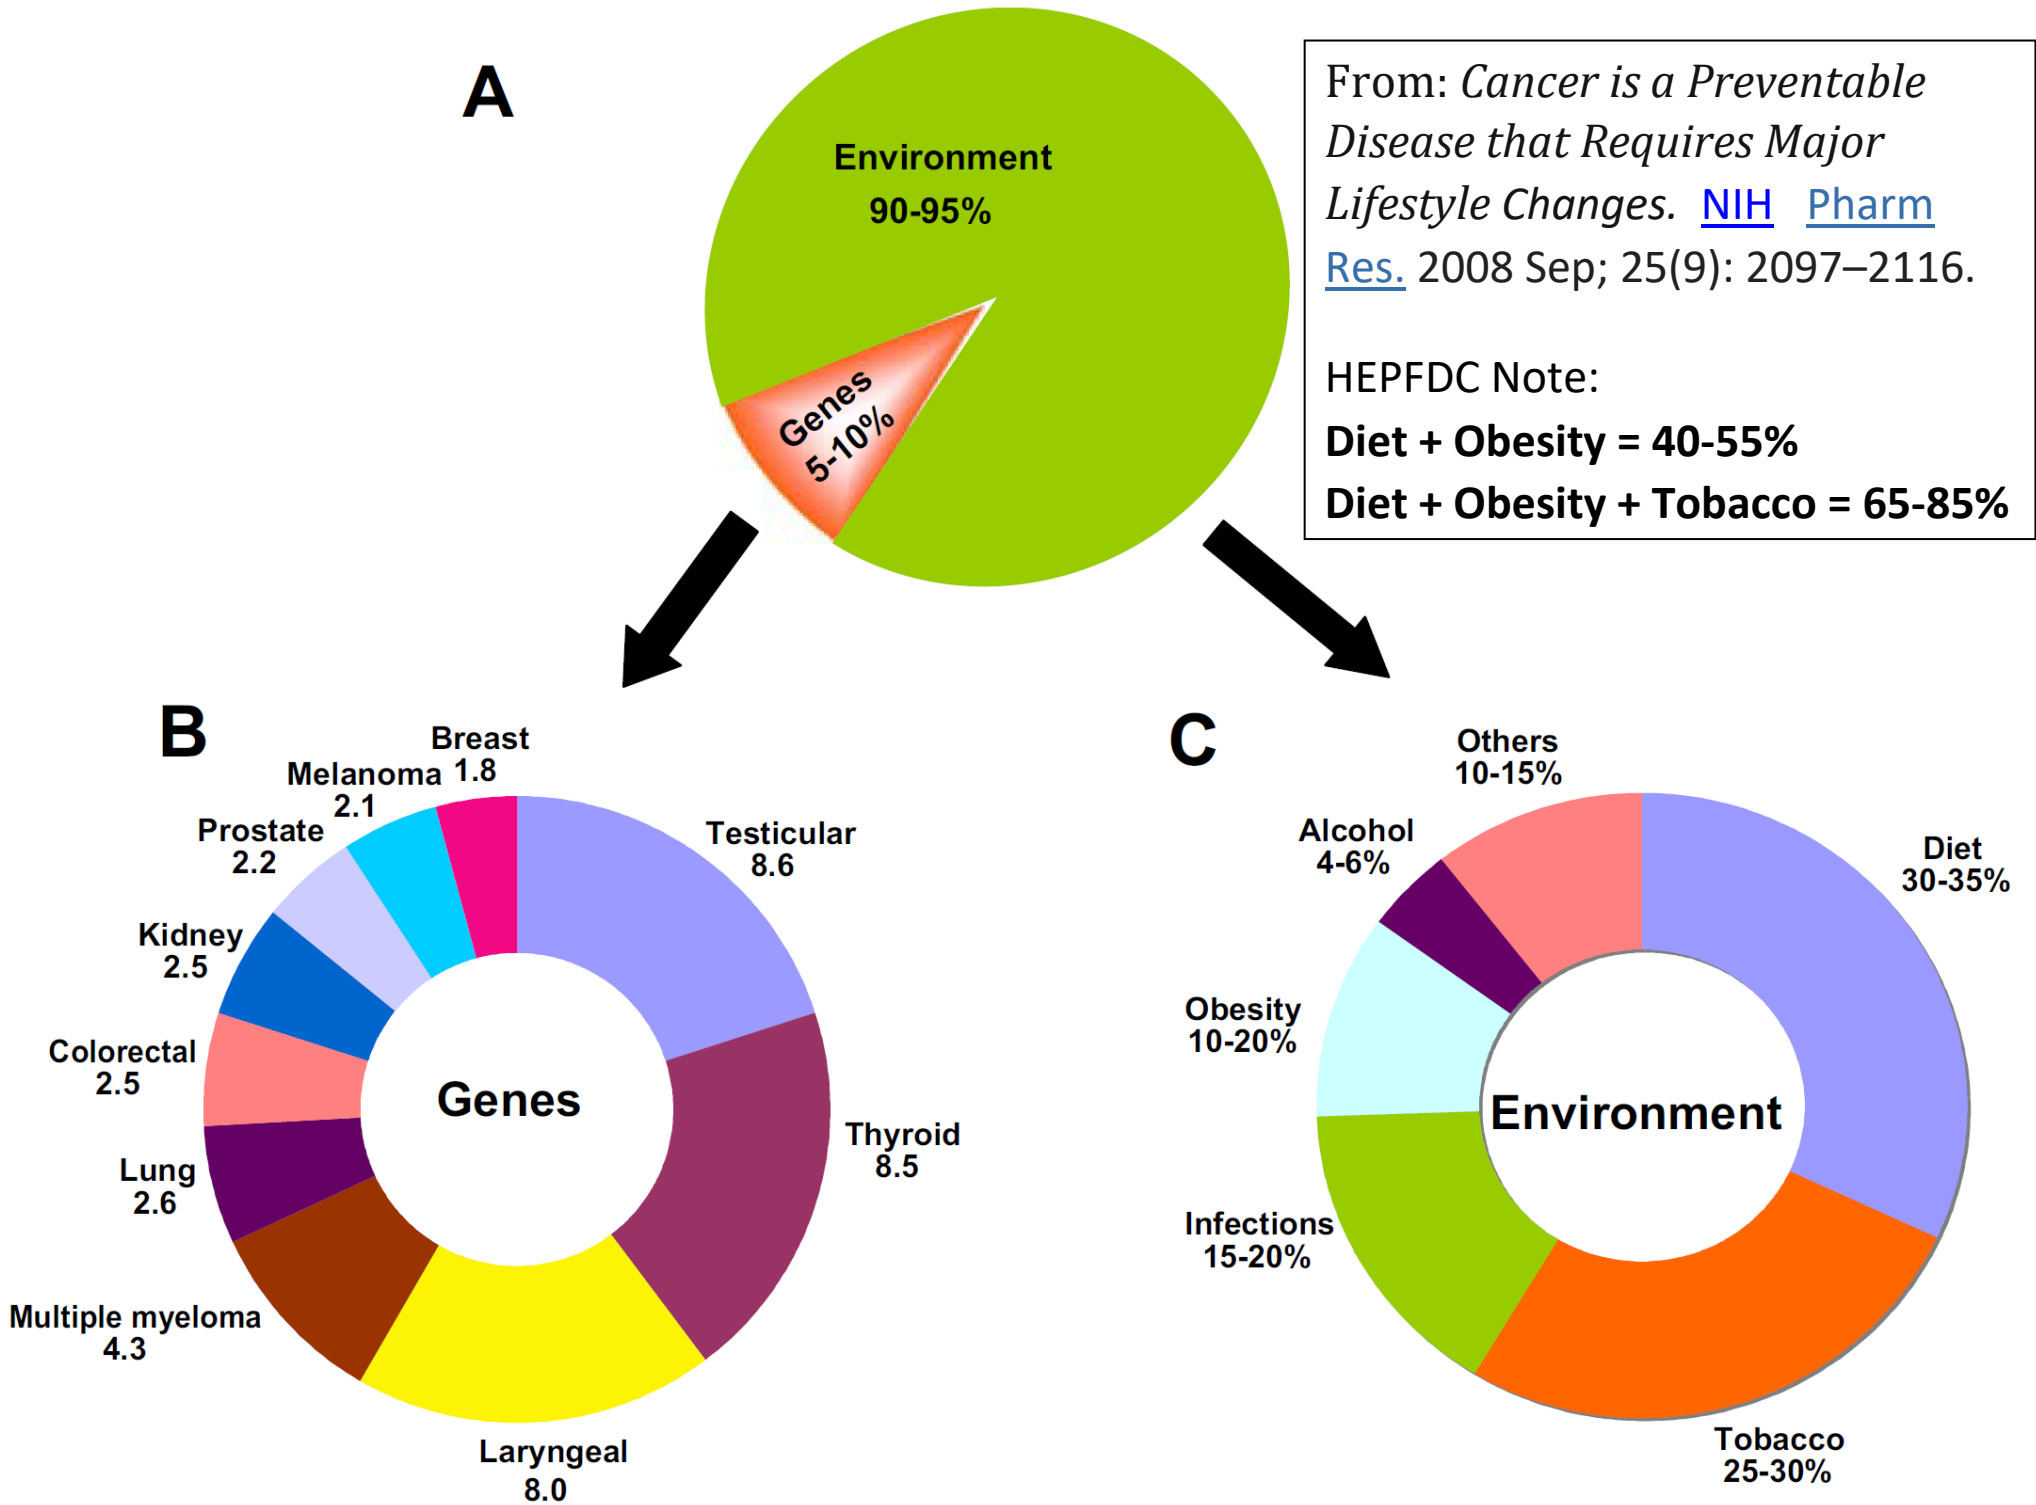 A
Environment
90-95%
Genes
5-10%
From: Cancer is a Preventable
Disease that Requires Major
Lifestyle Changes. NIH Pharm
Res. 2008 Sep; 25(9): 2097–2116.
HEPFDC Note:
Diet + Obesity = 40-55%
Diet + Obesity + Tobacco = 65-85%
B
Breast
1.8
Melanoma
2.1
Prostate
2.2
Kidney
2.5
Colorectal
2.5
Lung
2.6
Multiple myeloma
4.3
Laryngeal
8.0
Thyroid
8.5
Testicular
8.6
Genes
C
Others
10-15%
Alcohol
4-6%
Obesity
10-20%
Infections
15-20%
Tobacco
25-30%
Diet
30-35%
Environment